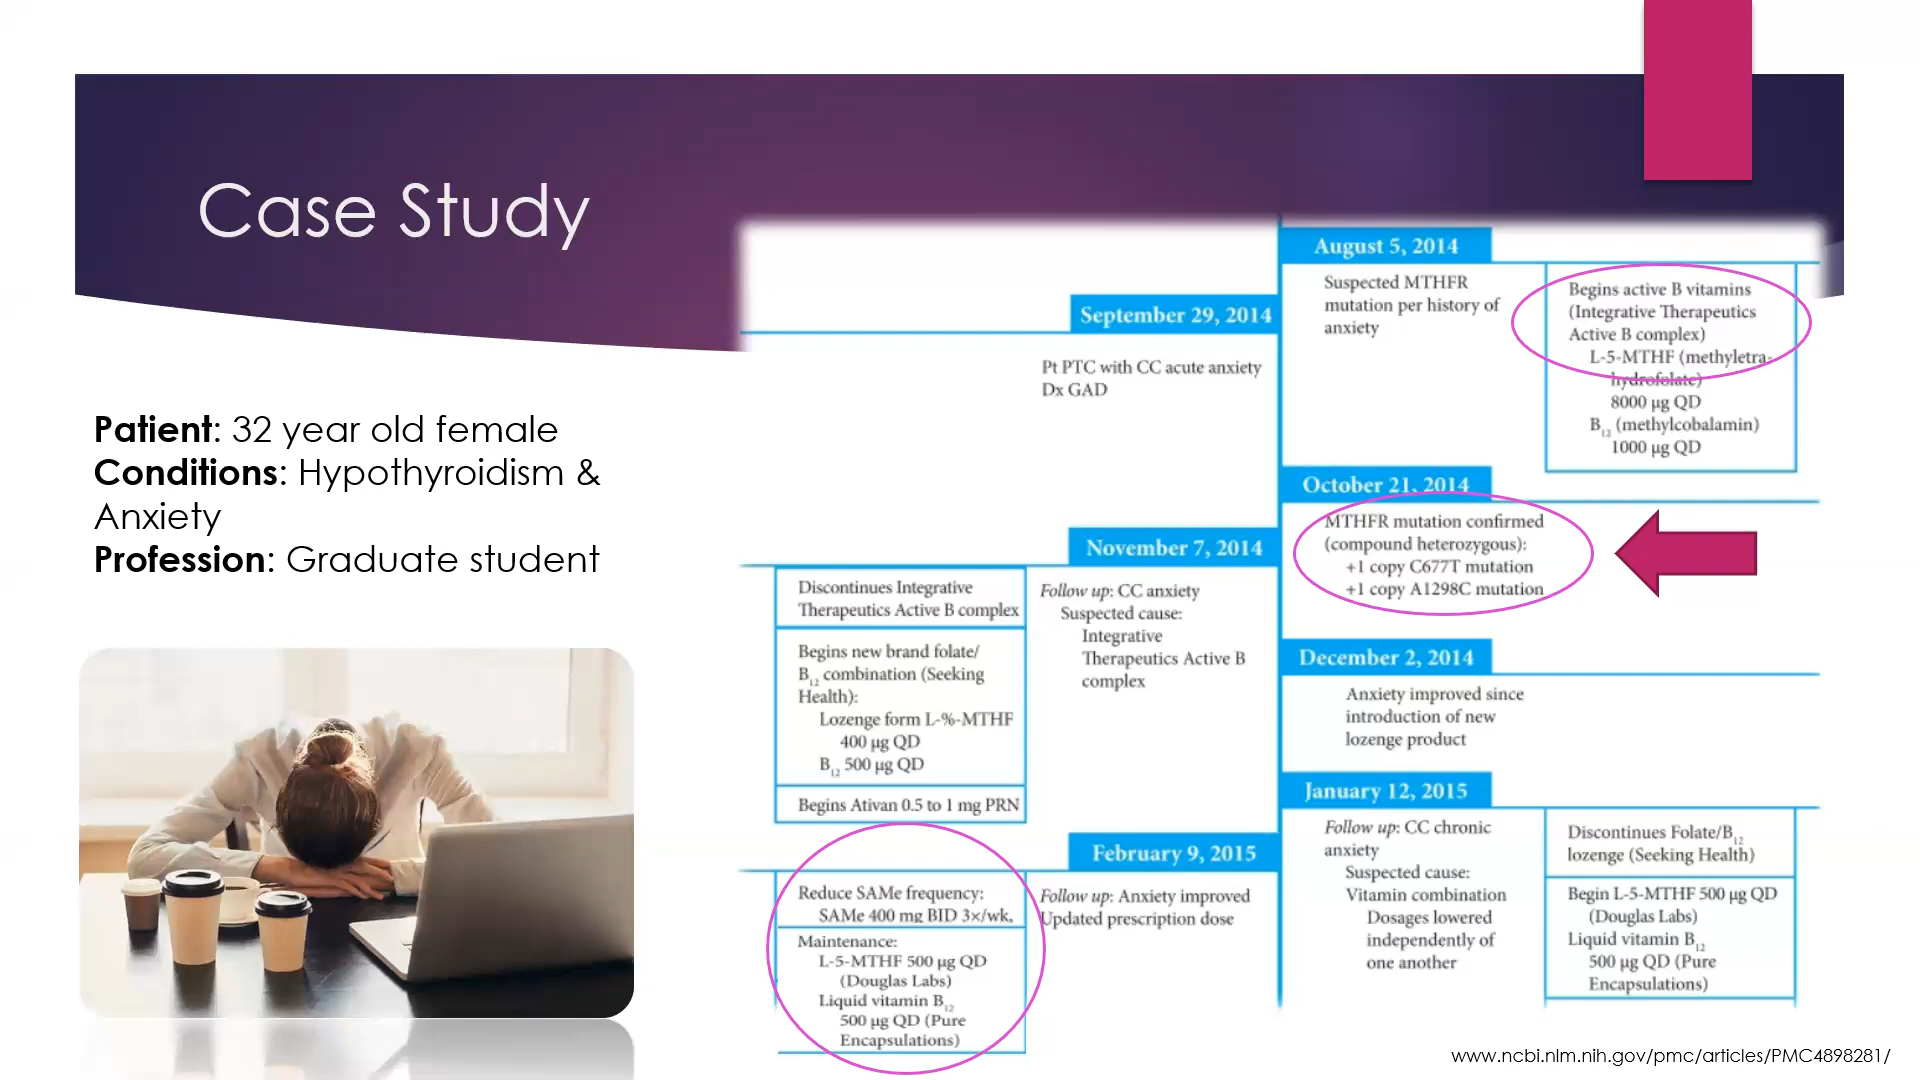 Case Study
Patient: 32 year old female
Conditions: Hypothyroidism &
Anxiety
Profession: Graduate student
August 5, 2014
Suspected MTHFR
mutation per history of
anxiety
Begins active B vitamins
(Integrative Therapeutics
Active B complex)
L-5-MTHF (methyletra-
hydrofolate)
8000 µg QD
B12 (methylcobalamin)
1000 µg QD
September 29, 2014
Pt PTC with CC acute anxiety
Dx GAD
October 21, 2014
MTHFR mutation confirmed
(compound heterozygous):
+1 copy C677T mutation
+1 copy A1298C mutation
November 7, 2014
Discontinues Integrative
Therapeutics Active B complex
Begins new brand folate/
B12 combination (Seeking
Health):
Lozenge form L-%-MTHF
400 µg QD
B12 500 µg QD
Begins Ativan 0.5 to 1 mg PRN
Follow up: CC anxiety
Suspected cause:
Integrative
Therapeutics Active B
complex
December 2, 2014
Anxiety improved since
introduction of new
lozenge product
January 12, 2015
Follow up: CC chronic
anxiety
Suspected cause:
Vitamin combination
Dosages lowered
independently of
one another
Discontinues Folate/B12
lozenge (Seeking Health)
Begin L-5-MTHF 500 µg QD
(Douglas Labs)
Liquid vitamin B12
500 µg QD (Pure
Encapsulations)
February 9, 2015
Reduce SAMe frequency:
SAMe 400 mg BID 3×/wk.
Maintenance:
L-5-MTHF 500 µg QD
(Douglas Labs)
Liquid vitamin B12
500 µg QD (Pure
Encapsulations)
Follow up: Anxiety improved
Updated prescription dose
www.ncbi.nlm.nih.gov/pmc/articles/PMC4898281/